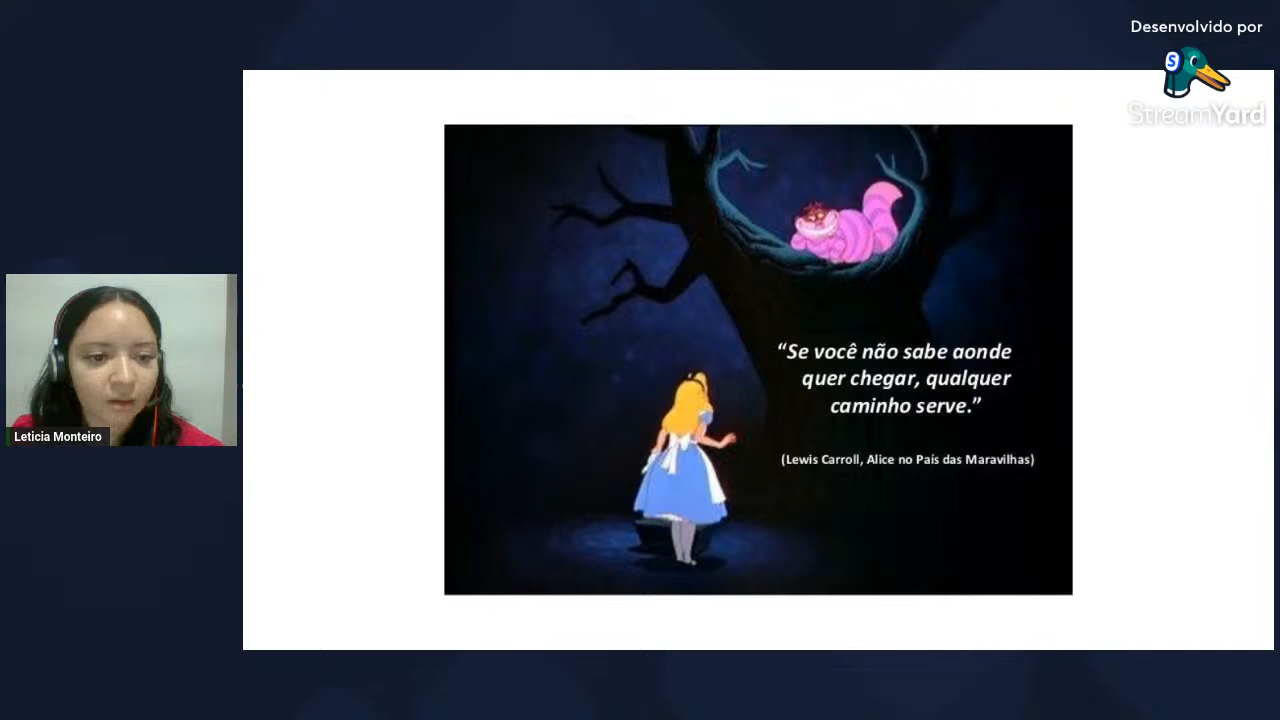 Desenvolvido por
StreamYard
“Se você não sabe aonde
quer chegar, qualquer
caminho serve.”
(Lewis Carroll, Alice no País das Maravilhas)
Leticia Monteiro